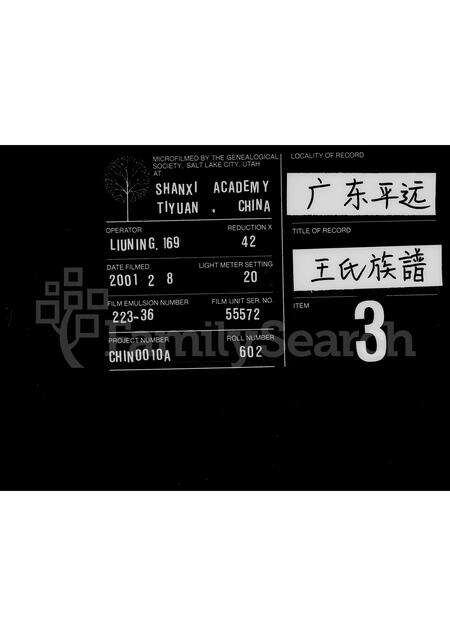 MICROFILMED BY THE GENEALOGICAL
SOCIETY, SALT LAKE CITY, UTAH
AT
SHANXI ACADEMY
TIYUAN , CHINA
OPERATOR
REDUCTION X
LIUNING, 169
42
DATE FILMED
LIGHT METER SETTING
2001 2 8
20
FILM EMULSION NUMBER
FILM UNIT SER. NO.
223-36
55572
PROJECT NUMBER
ROLL NUMBER
CHIN0010A
602
LOCALITY OF RECORD
广东平远
TITLE OF RECORD
王氏族譜
ITEM
3
FamilySearch